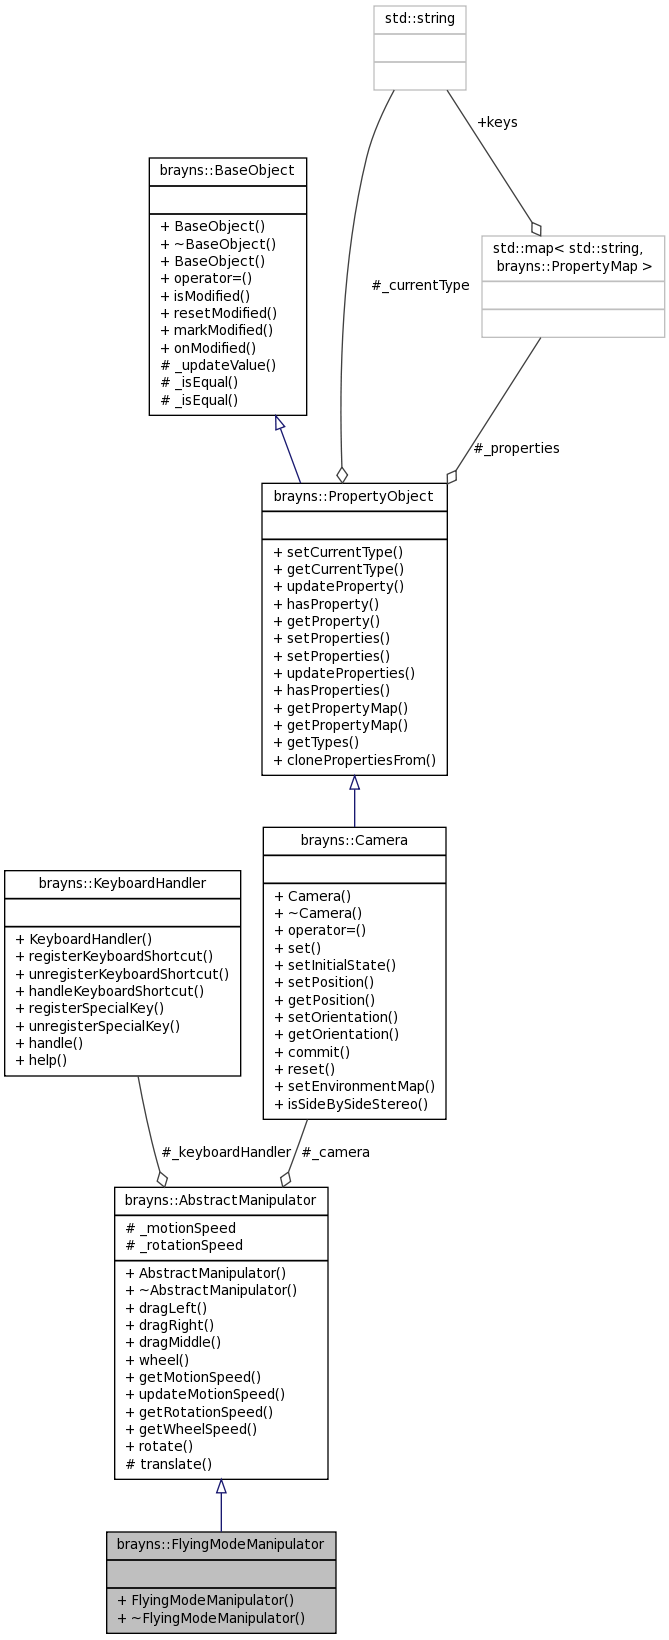 std::string
+keys
brayns::BaseObject
+ BaseObject()
+ ~BaseObject()
+ BaseObject()
+ operator=()
+ isModified()
+ resetModified()
+ markModified()
+ onModified()
# _updateValue()
# _isEqual()
# _isEqual()
std::map< std::string,
brayns::PropertyMap >
#_currentType
#_properties
brayns::PropertyObject
+ setCurrentType()
+ getCurrentType()
+ updateProperty()
+ hasProperty()
+ getProperty()
+ setProperties()
+ setProperties()
+ updateProperties()
+ hasProperties()
+ getPropertyMap()
+ getPropertyMap()
+ getTypes()
+ clonePropertiesFrom()
brayns::Camera
+ Camera()
+ ~Camera()
+ operator=()
+ set()
+ setInitialState()
+ setPosition()
+ getPosition()
+ setOrientation()
+ getOrientation()
+ commit()
+ reset()
+ setEnvironmentMap()
+ isSideBySideStereo()
brayns::KeyboardHandler
+ KeyboardHandler()
+ registerKeyboardShortcut()
+ unregisterKeyboardShortcut()
+ handleKeyboardShortcut()
+ registerSpecialKey()
+ unregisterSpecialKey()
+ handle()
+ help()
#_keyboardHandler
#_camera
brayns::AbstractManipulator
# _motionSpeed
# _rotationSpeed
+ AbstractManipulator()
+ ~AbstractManipulator()
+ dragLeft()
+ dragRight()
+ dragMiddle()
+ wheel()
+ getMotionSpeed()
+ updateMotionSpeed()
+ getRotationSpeed()
+ getWheelSpeed()
+ rotate()
# translate()
brayns::FlyingModeManipulator
+ FlyingModeManipulator()
+ ~FlyingModeManipulator()